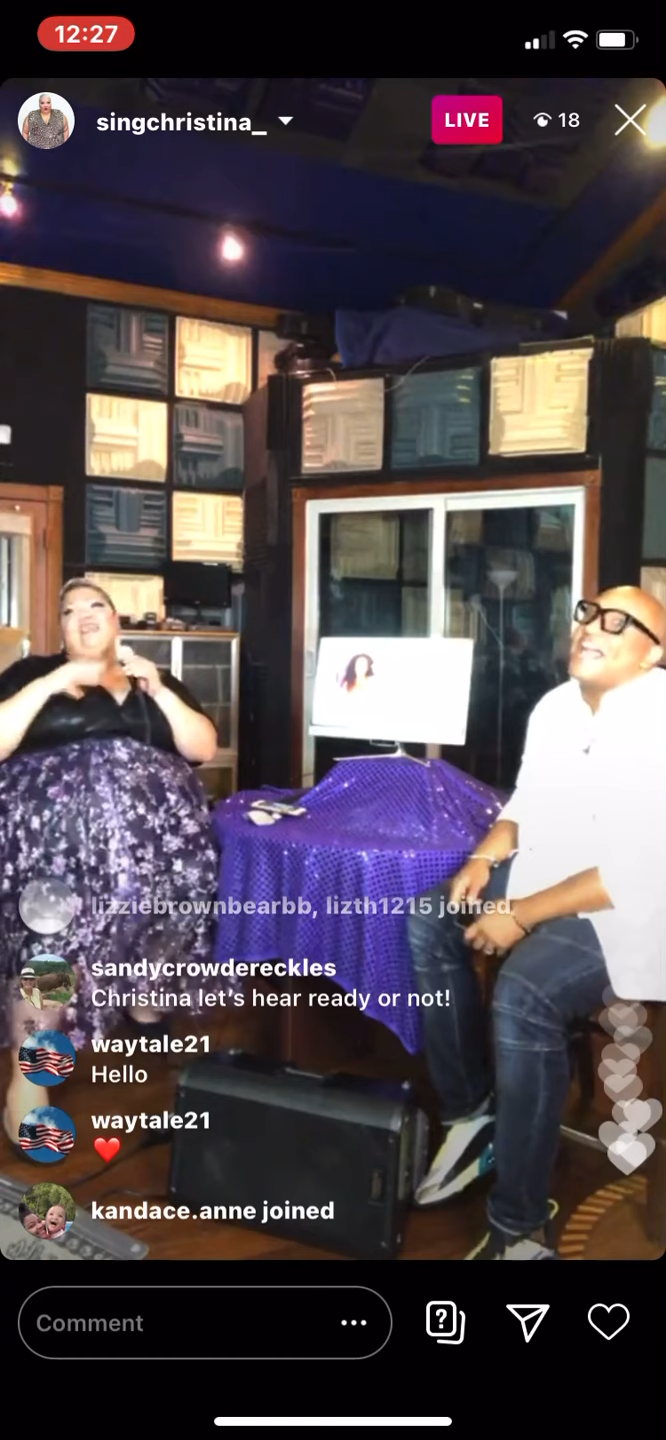 12:27
singchristina_
LIVE
18
lizziebrownbearbb, lizth1215 joined
sandycrowdereckles
Christina let's hear ready or not!
waytale21
Hello
waytale21
❤️
kandace.anne joined
Comment